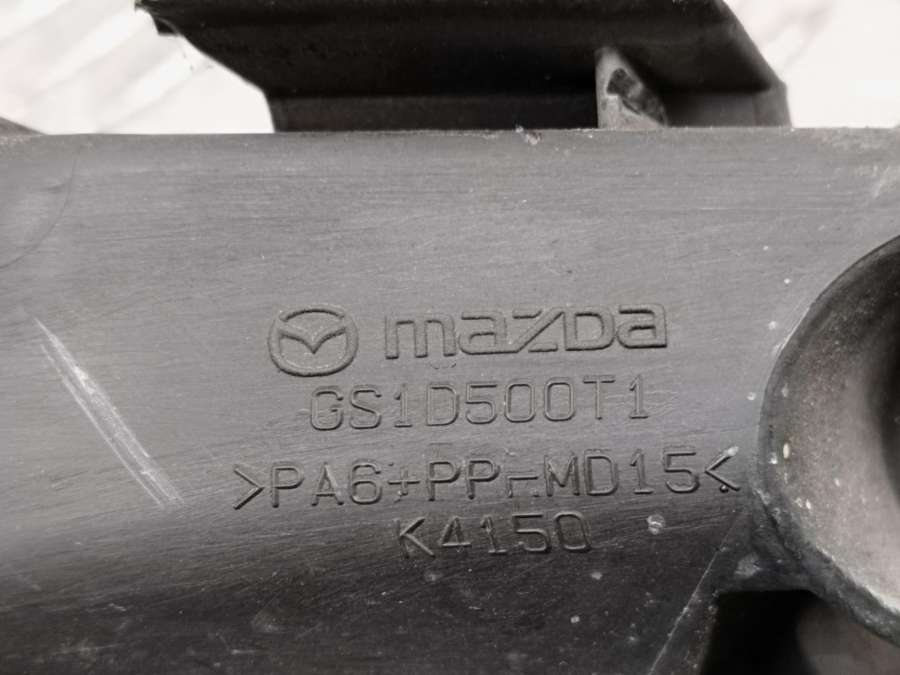 mazda
GS1D500T1
>PA6+PP-MD15<
K4150